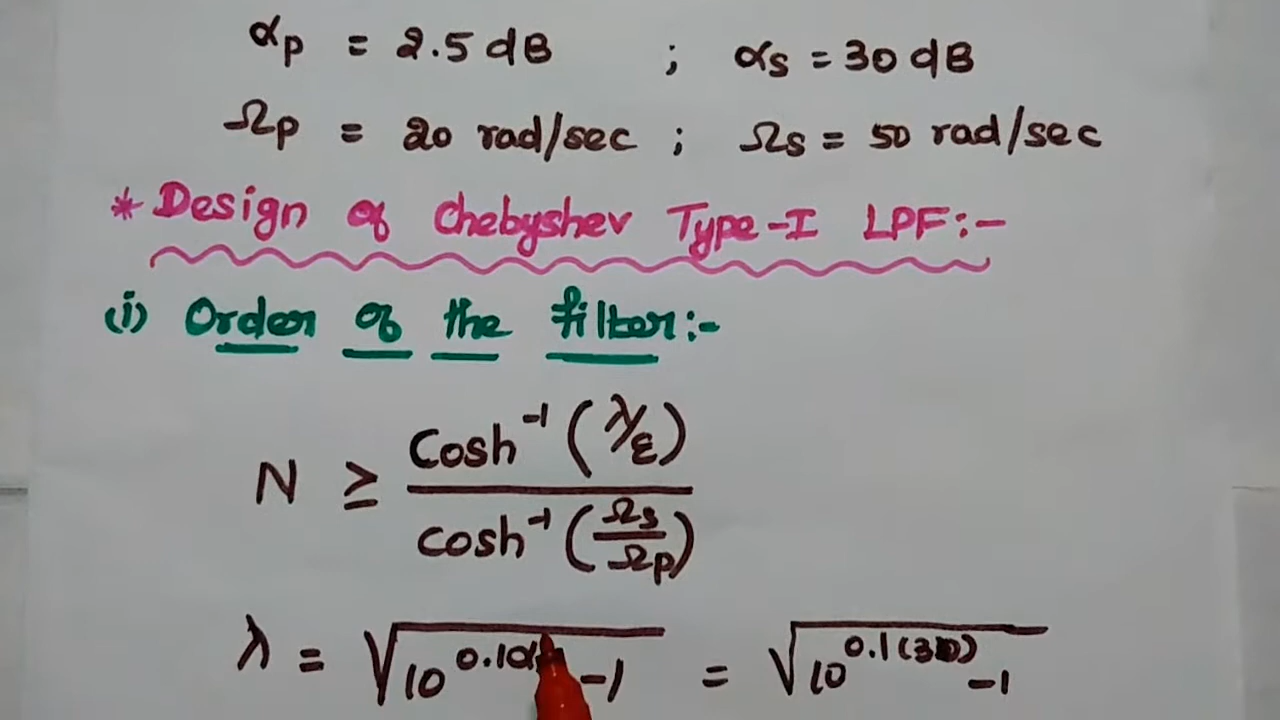 αp = 2.5 dB ; αs = 30 dB
Ωp = 20 rad/sec ; Ωs = 50 rad/sec
* Design of Chebyshev Type-I LPF:-
(i) Order of the filter:-
N ≥ Cosh⁻¹(λ/ε) / cosh⁻¹(Ωs/Ωp)
λ = √(10^0.1α -1) = √(10^0.1(30) -1)